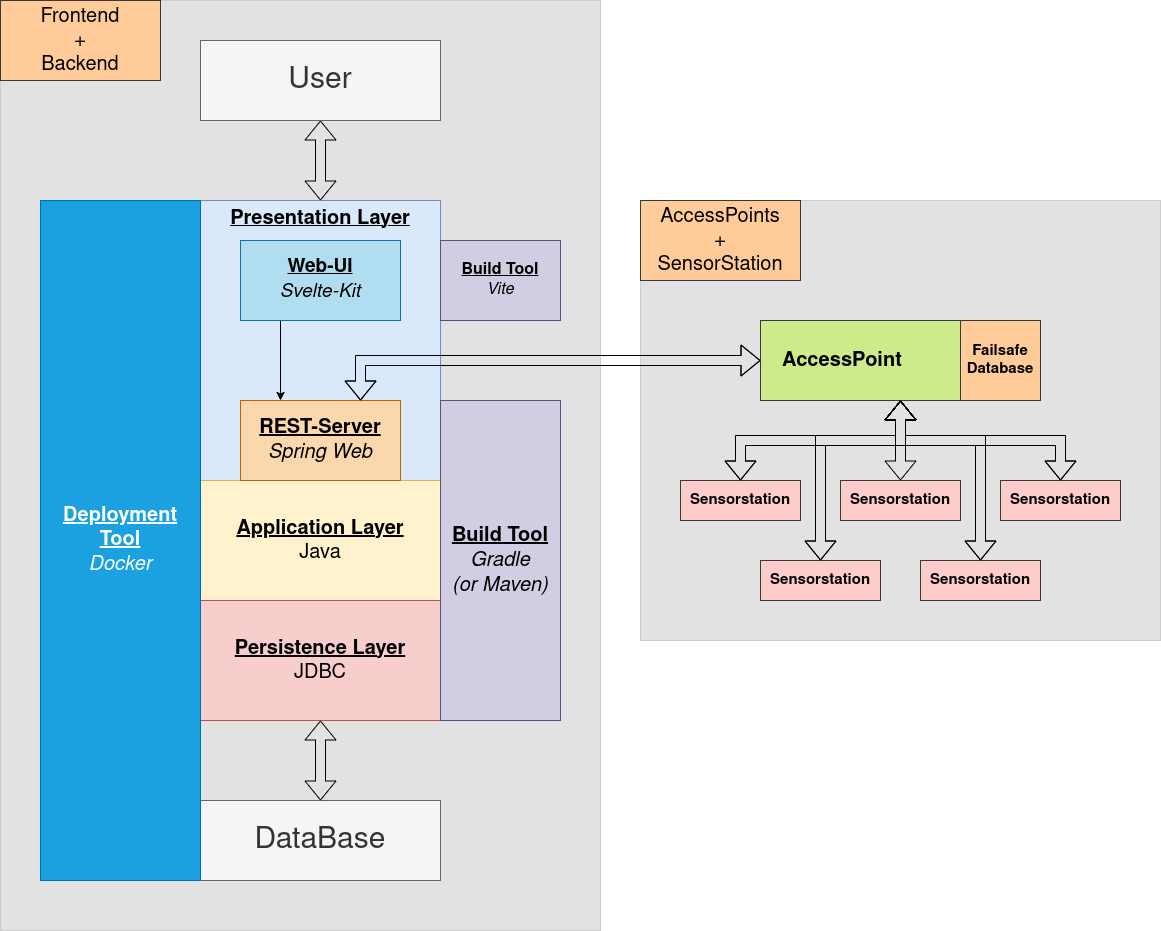 Frontend
+
Backend
User
Presentation Layer
Web-UI
Svelte-Kit
Build Tool
Vite
REST-Server
Spring Web
Deployment
Tool
Docker
Application Layer
Java
Build Tool
Gradle
(or Maven)
Persistence Layer
JDBC
DataBase
AccessPoints
+
SensorStation
AccessPoint
Failsafe
Database
Sensorstation
Sensorstation
Sensorstation
Sensorstation
Sensorstation